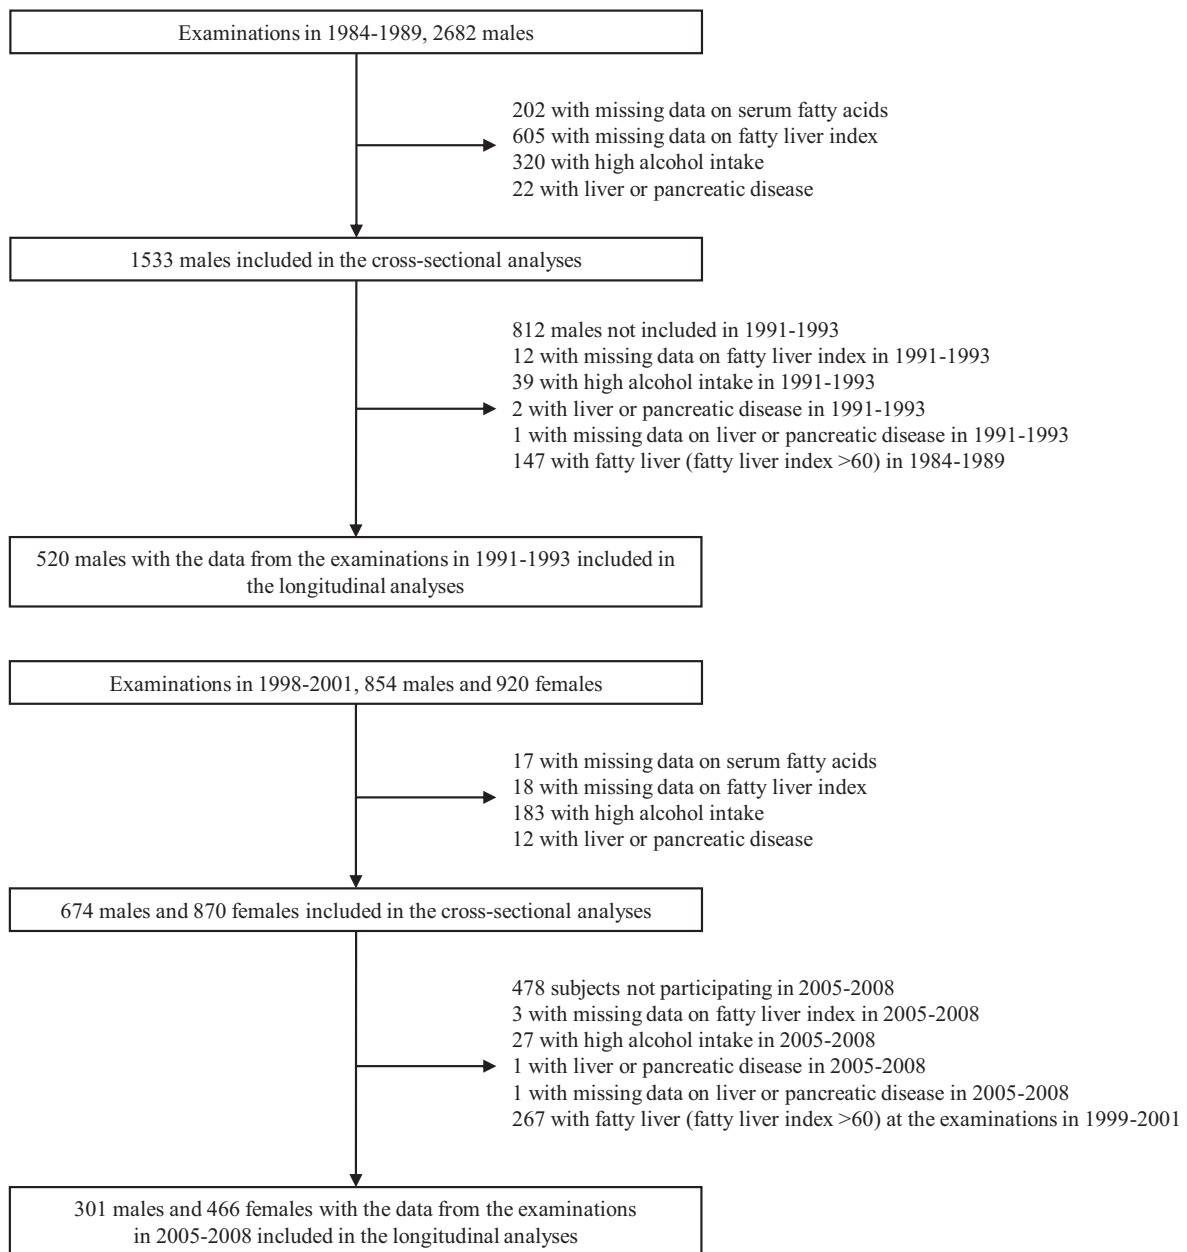 Examinations in 1984-1989, 2682 males
202 with missing data on serum fatty acids
605 with missing data on fatty liver index
320 with high alcohol intake
22 with liver or pancreatic disease
1533 males included in the cross-sectional analyses
812 males not included in 1991-1993
12 with missing data on fatty liver index in 1991-1993
39 with high alcohol intake in 1991-1993
2 with liver or pancreatic disease in 1991-1993
1 with missing data on liver or pancreatic disease in 1991-1993
147 with fatty liver (fatty liver index >60) in 1984-1989
520 males with the data from the examinations in 1991-1993 included in
the longitudinal analyses
Examinations in 1998-2001, 854 males and 920 females
17 with missing data on serum fatty acids
18 with missing data on fatty liver index
183 with high alcohol intake
12 with liver or pancreatic disease
674 males and 870 females included in the cross-sectional analyses
478 subjects not participating in 2005-2008
3 with missing data on fatty liver index in 2005-2008
27 with high alcohol intake in 2005-2008
1 with liver or pancreatic disease in 2005-2008
1 with missing data on liver or pancreatic disease in 2005-2008
267 with fatty liver (fatty liver index >60) at the examinations in 1999-2001
301 males and 466 females with the data from the examinations
in 2005-2008 included in the longitudinal analyses